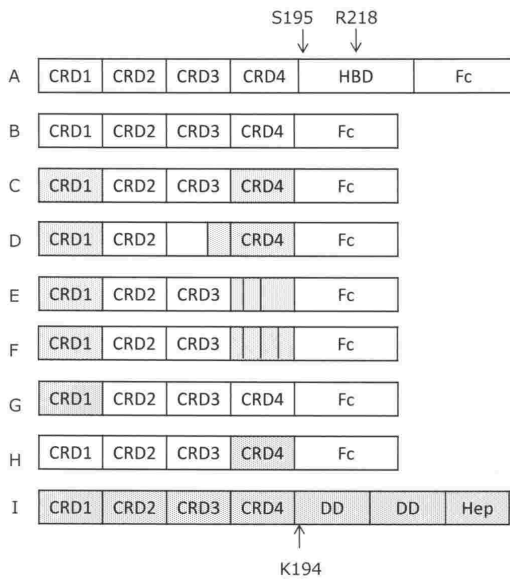 S195 R218
A CRD1 CRD2 CRD3 CRD4 HBD Fc
B CRD1 CRD2 CRD3 CRD4 Fc
C CRD1 CRD2 CRD3 CRD4 Fc
D CRD1 CRD2 CRD4 Fc
E CRD1 CRD2 CRD3 Fc
F CRD1 CRD2 CRD3 Fc
G CRD1 CRD2 CRD3 CRD4 Fc
H CRD1 CRD2 CRD3 CRD4 Fc
I CRD1 CRD2 CRD3 CRD4 DD DD Hep
K194